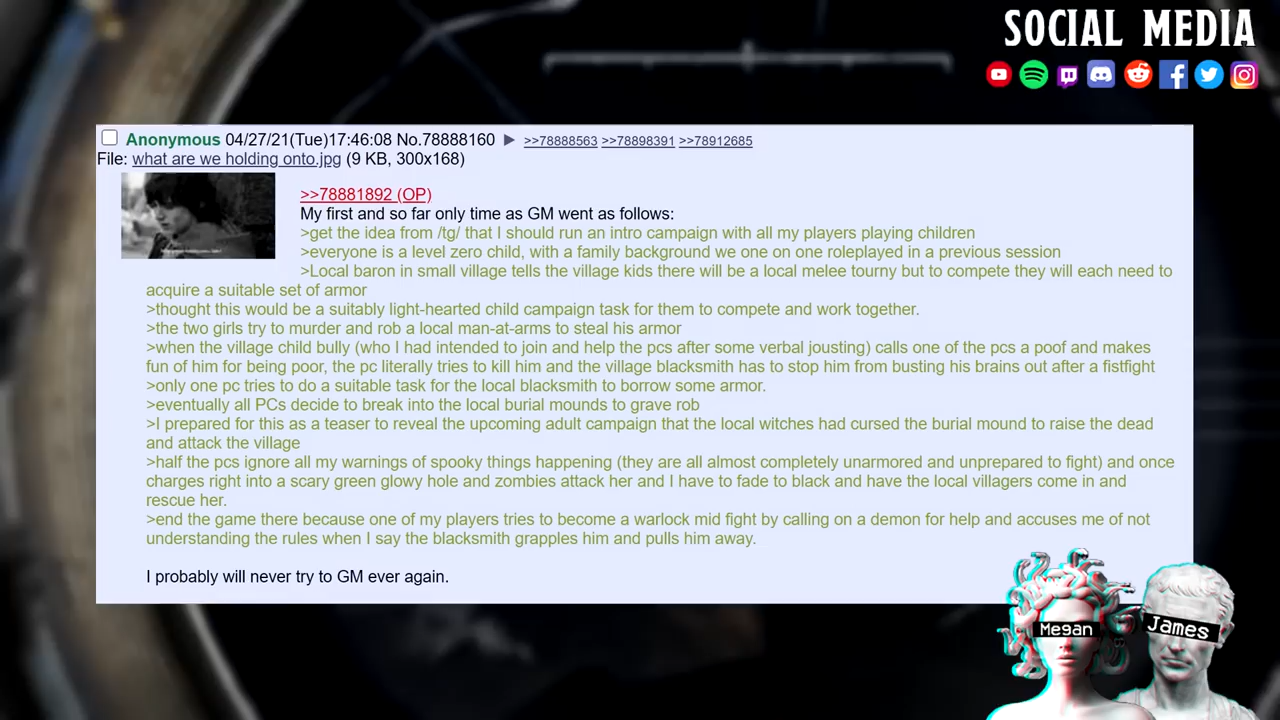 SOCIAL MEDIA
Anonymous 04/27/21(Tue)17:46:08 No.78888160 ▶ >>78888563 >>78898391 >>78912685
File: what are we holding onto.jpg (9 KB, 300x168)
>>78881892 (OP)
My first and so far only time as GM went as follows:
>get the idea from /tg/ that I should run an intro campaign with all my players playing children
>everyone is a level zero child, with a family background we one on one roleplayed in a previous session
>Local baron in small village tells the village kids there will be a local melee tourny but to compete they will each need to
acquire a suitable set of armor
>thought this would be a suitably light-hearted child campaign task for them to compete and work together.
>the two girls try to murder and rob a local man-at-arms to steal his armor
>when the village child bully (who I had intended to join and help the pcs after some verbal jousting) calls one of the pcs a poof and makes
fun of him for being poor, the pc literally tries to kill him and the village blacksmith has to stop him from busting his brains out after a fistfight
>only one pc tries to do a suitable task for the local blacksmith to borrow some armor.
>eventually all PCs decide to break into the local burial mounds to grave rob
>I prepared for this as a teaser to reveal the upcoming adult campaign that the local witches had cursed the burial mound to raise the dead
and attack the village
>half the pcs ignore all my warnings of spooky things happening (they are all almost completely unarmored and unprepared to fight) and once
charges right into a scary green glowy hole and zombies attack her and I have to fade to black and have the local villagers come in and
rescue her.
>end the game there because one of my players tries to become a warlock mid fight by calling on a demon for help and accuses me of not
understanding the rules when I say the blacksmith grapples him and pulls him away.
I probably will never try to GM ever again.
Megan
James